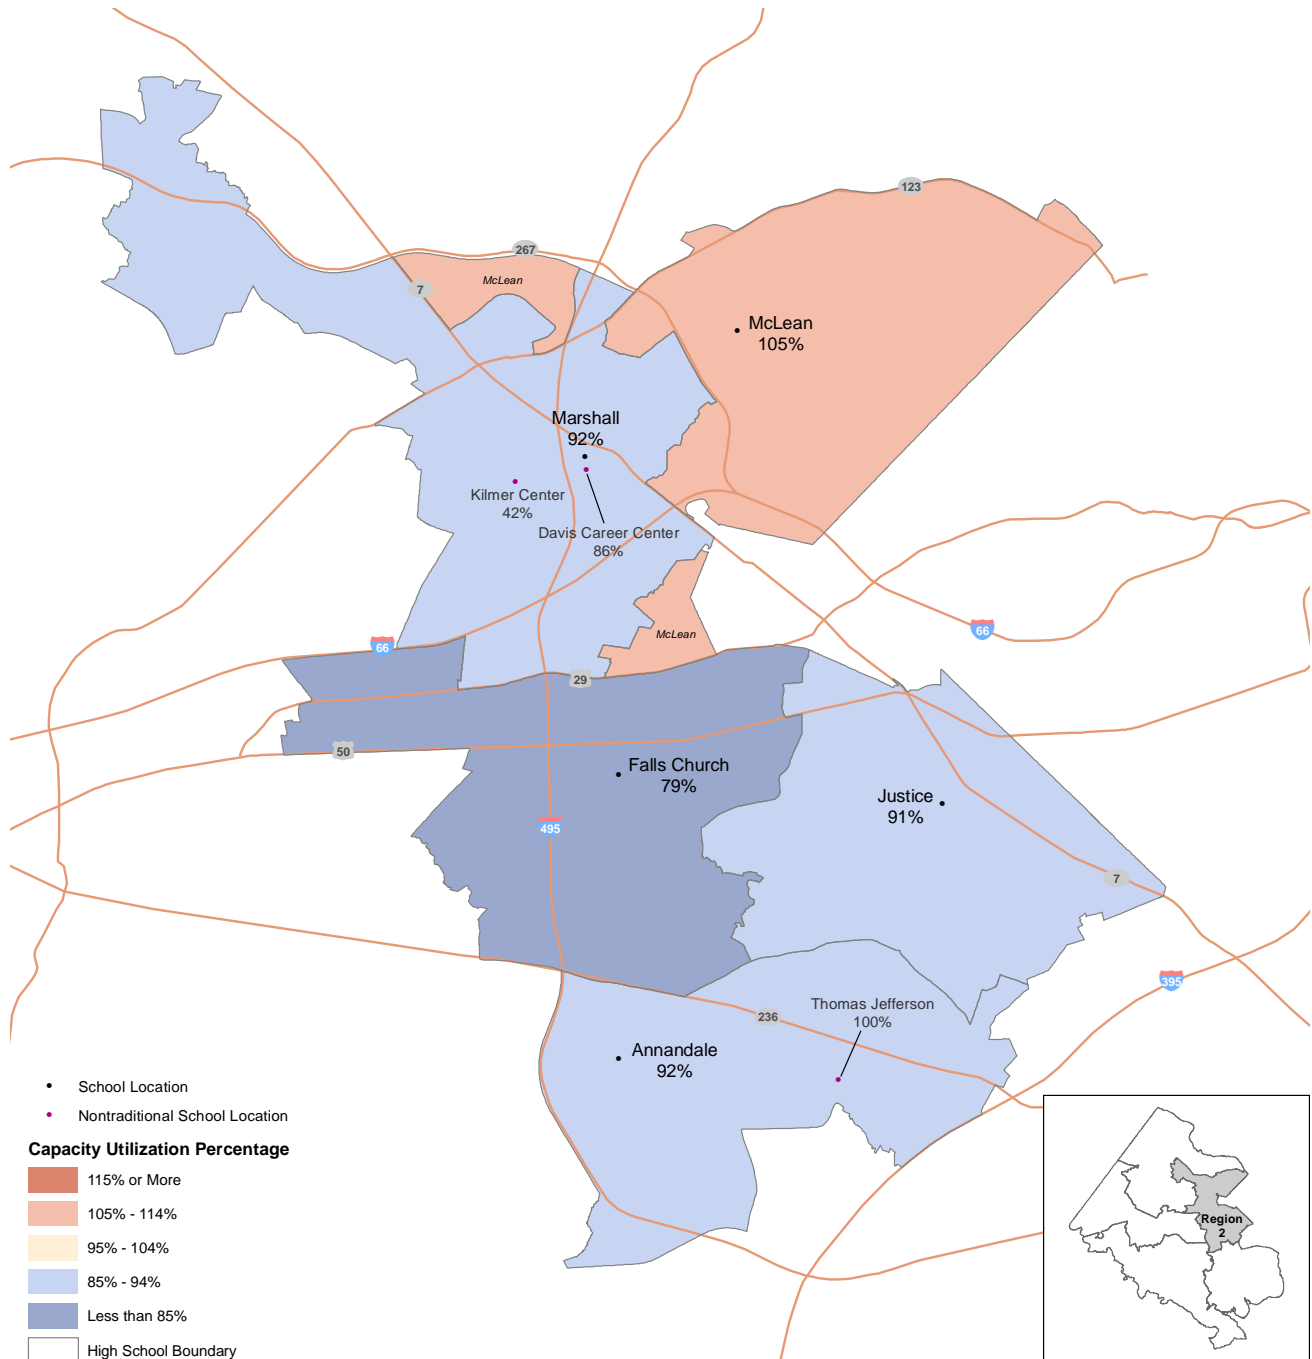 123
267
McLean
7
McLean
105%
Marshall
92%
Kilmer Center
42%
Davis Career Center
86%
McLean
66
66
29
50
Falls Church
79%
Justice
91%
495
7
395
Thomas Jefferson
100%
236
Annandale
92%
School Location
Nontraditional School Location
Capacity Utilization Percentage
115% or More
105% - 114%
95% - 104%
85% - 94%
Less than 85%
High School Boundary
Region
2